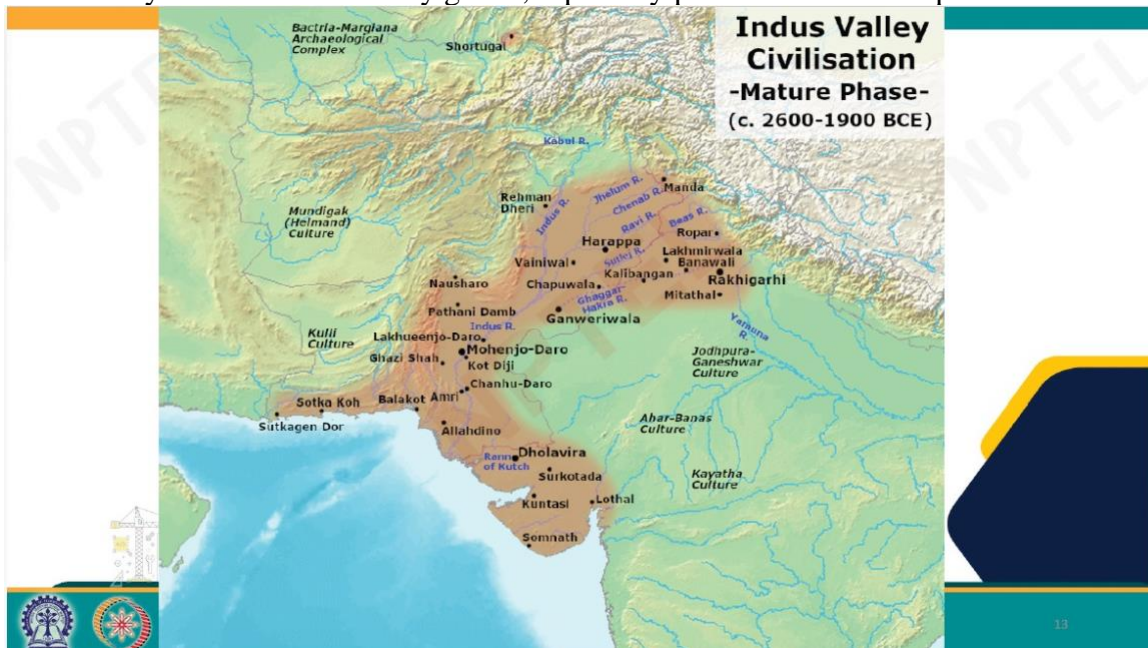 Indus Valley
Civilisation
-Mature Phase-
(c. 2600-1900 BCE)
Bactria-Margiana
Archaeological
Complex
Shortugai
Kabul R.
Rehman
Dheri
Indus R.
Jhelum R.
Chenab R.
Ravi R.
Beas R.
Manda
Mundigak
(Helmand)
Culture
Ropar
Harappa
Sutlej R.
Lakhmirwala
Banawali
Vainiwal
Kalibangan
Rakhigarhi
Nausharo
Chapuwala
Ghaggar-
Hakra R.
Mitathal
Pathani Damb
Ganweriwala
Indus R.
Yamuna
R.
Kulli
Culture
Lakhueenjo-Daro
Mohenjo-Daro
Ghazi Shah
Kot Diji
Jodhpura-
Ganeshwar
Culture
Chanhu-Daro
Amri
Sotka Koh
Balakot
Sutkagen Dor
Allahdino
Ahar-Banas
Culture
Dholavira
Rann
of Kutch
Surkotada
Kayatha
Culture
Kuntasi
Lothal
Somnath
NPTEL
NPTEL
13